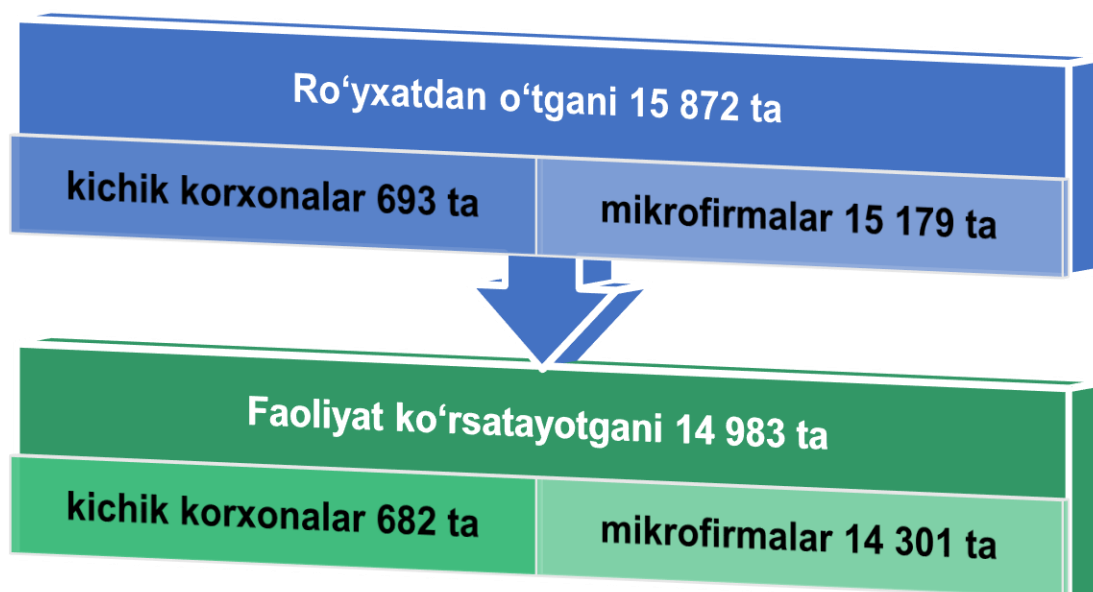 Ro‘yxatdan o‘tgani 15 872 ta
kichik korxonalar 693 ta
mikrofirmalar 15 179 ta
Faoliyat ko‘rsatayotgani 14 983 ta
kichik korxonalar 682 ta
mikrofirmalar 14 301 ta